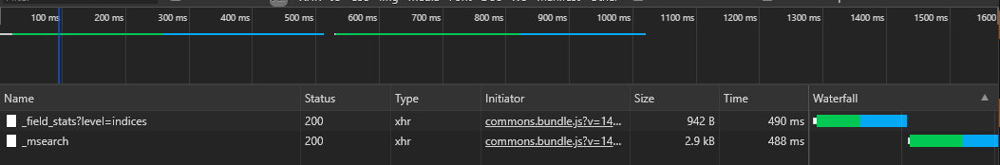 100 ms 200 ms 300 ms 400 ms 500 ms 600 ms 700 ms 800 ms 900 ms 1000 ms 1100 ms 1200 ms 1300 ms 1400 ms 1500 ms 1600
Name Status Type Initiator Size Time Waterfall
_field_stats?level=indices 200 xhr commons.bundle.js?v=14... 942 B 490 ms
_msearch 200 xhr commons.bundle.js?v=14... 2.9 kB 488 ms